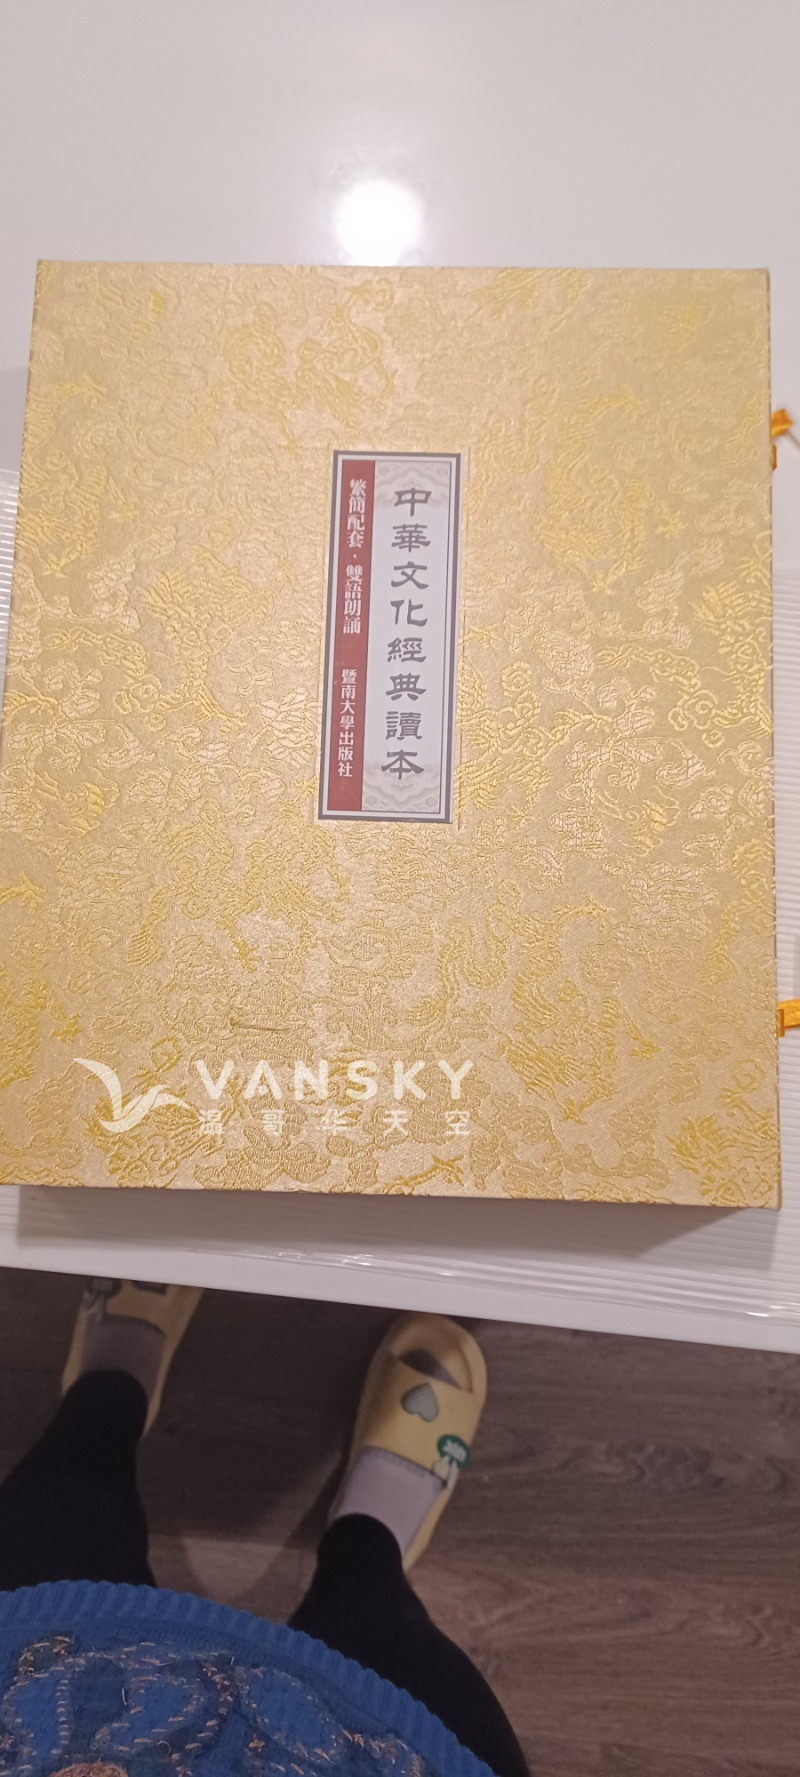 中華文化經典讀本
繁簡配套·雙語朗誦
暨南大學出版社
VANSKY
温哥华天空